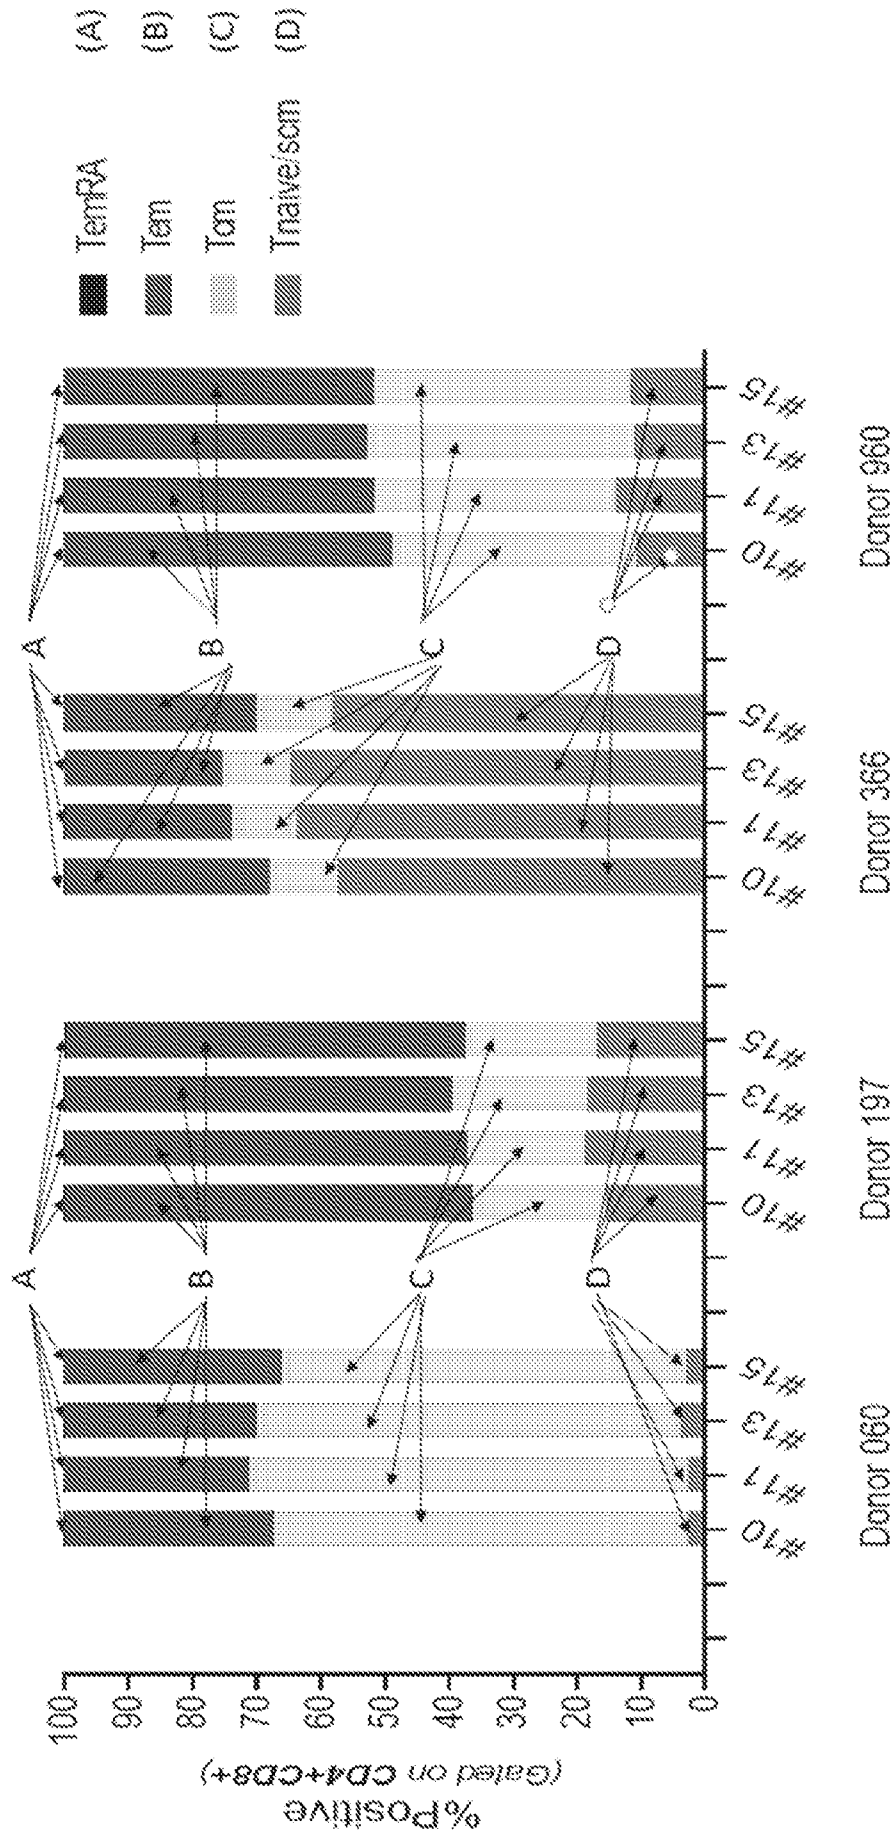 %Positive
(Gated on CD4+CD8+)
100
90
80
70
60
50
40
30
20
10
0
A
B
C
D
A
B
C
D
#10 #11 #13 #15
#10 #11 #13 #15
#10 #11 #13 #15
#10 #11 #13 #15
Donor 060
Donor 197
Donor 366
Donor 960
TemRA (A)
Tem (B)
Tcm (C)
Tnaive/scm (D)